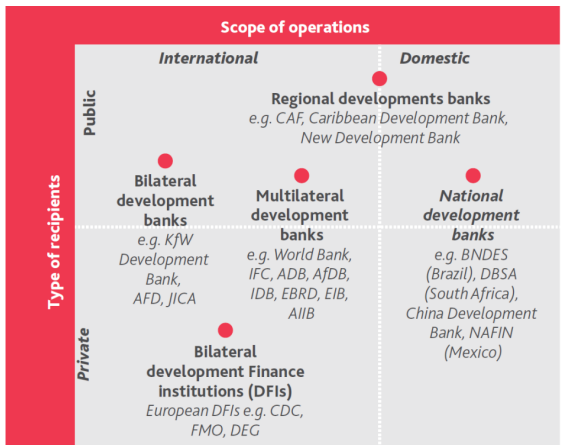 Scope of operations
International
Domestic
Type of recipients
Public
Private
Regional developments banks
e.g. CAF, Caribbean Development Bank,
New Development Bank
Bilateral
development
banks
e.g. KfW
Development
Bank,
AFD, JICA
Multilateral
development
banks
e.g. World Bank,
IFC, ADB, AfDB,
IDB, EBRD, EIB,
AIIB
National
development
banks
e.g. BNDES
(Brazil), DBSA
(South Africa),
China Development
Bank, NAFIN
(Mexico)
Bilateral
development Finance
institutions (DFIs)
European DFIs e.g. CDC,
FMO, DEG